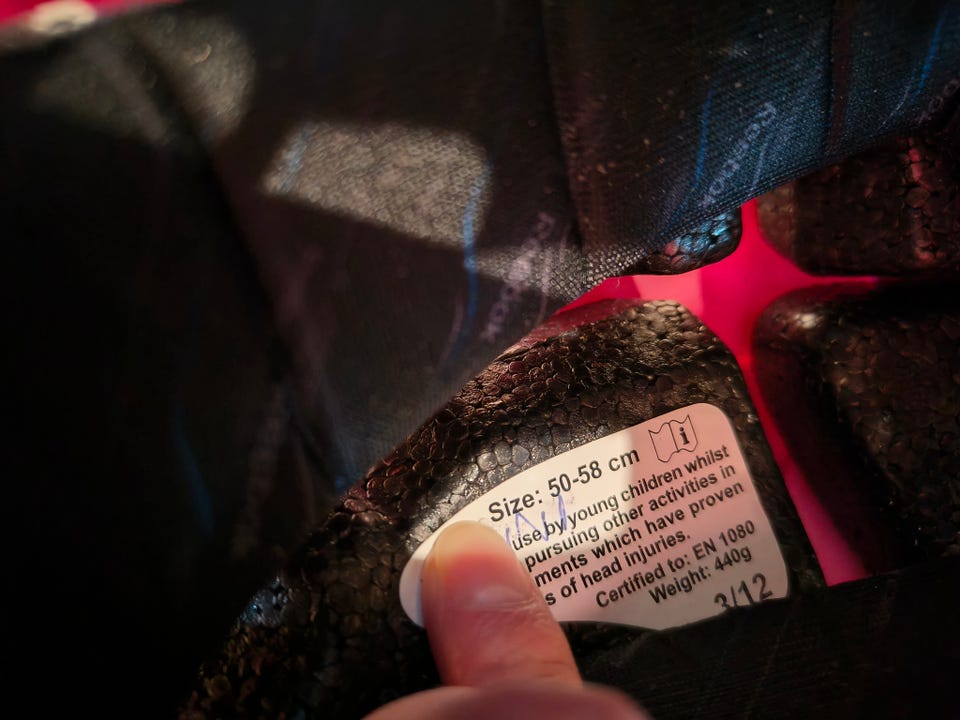 Size: 50-58 cm
i
use by young children whilst
pursuing other activities in
ments which have proven
s of head injuries.
Certified to: EN 1080
Weight: 440g
3/12